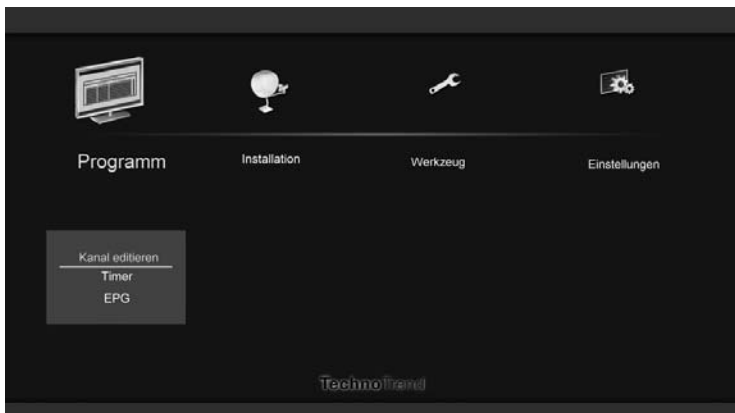 Programm Installation Werkzeug Einstellungen
Kanal editieren
Timer
EPG
TechnoTrend